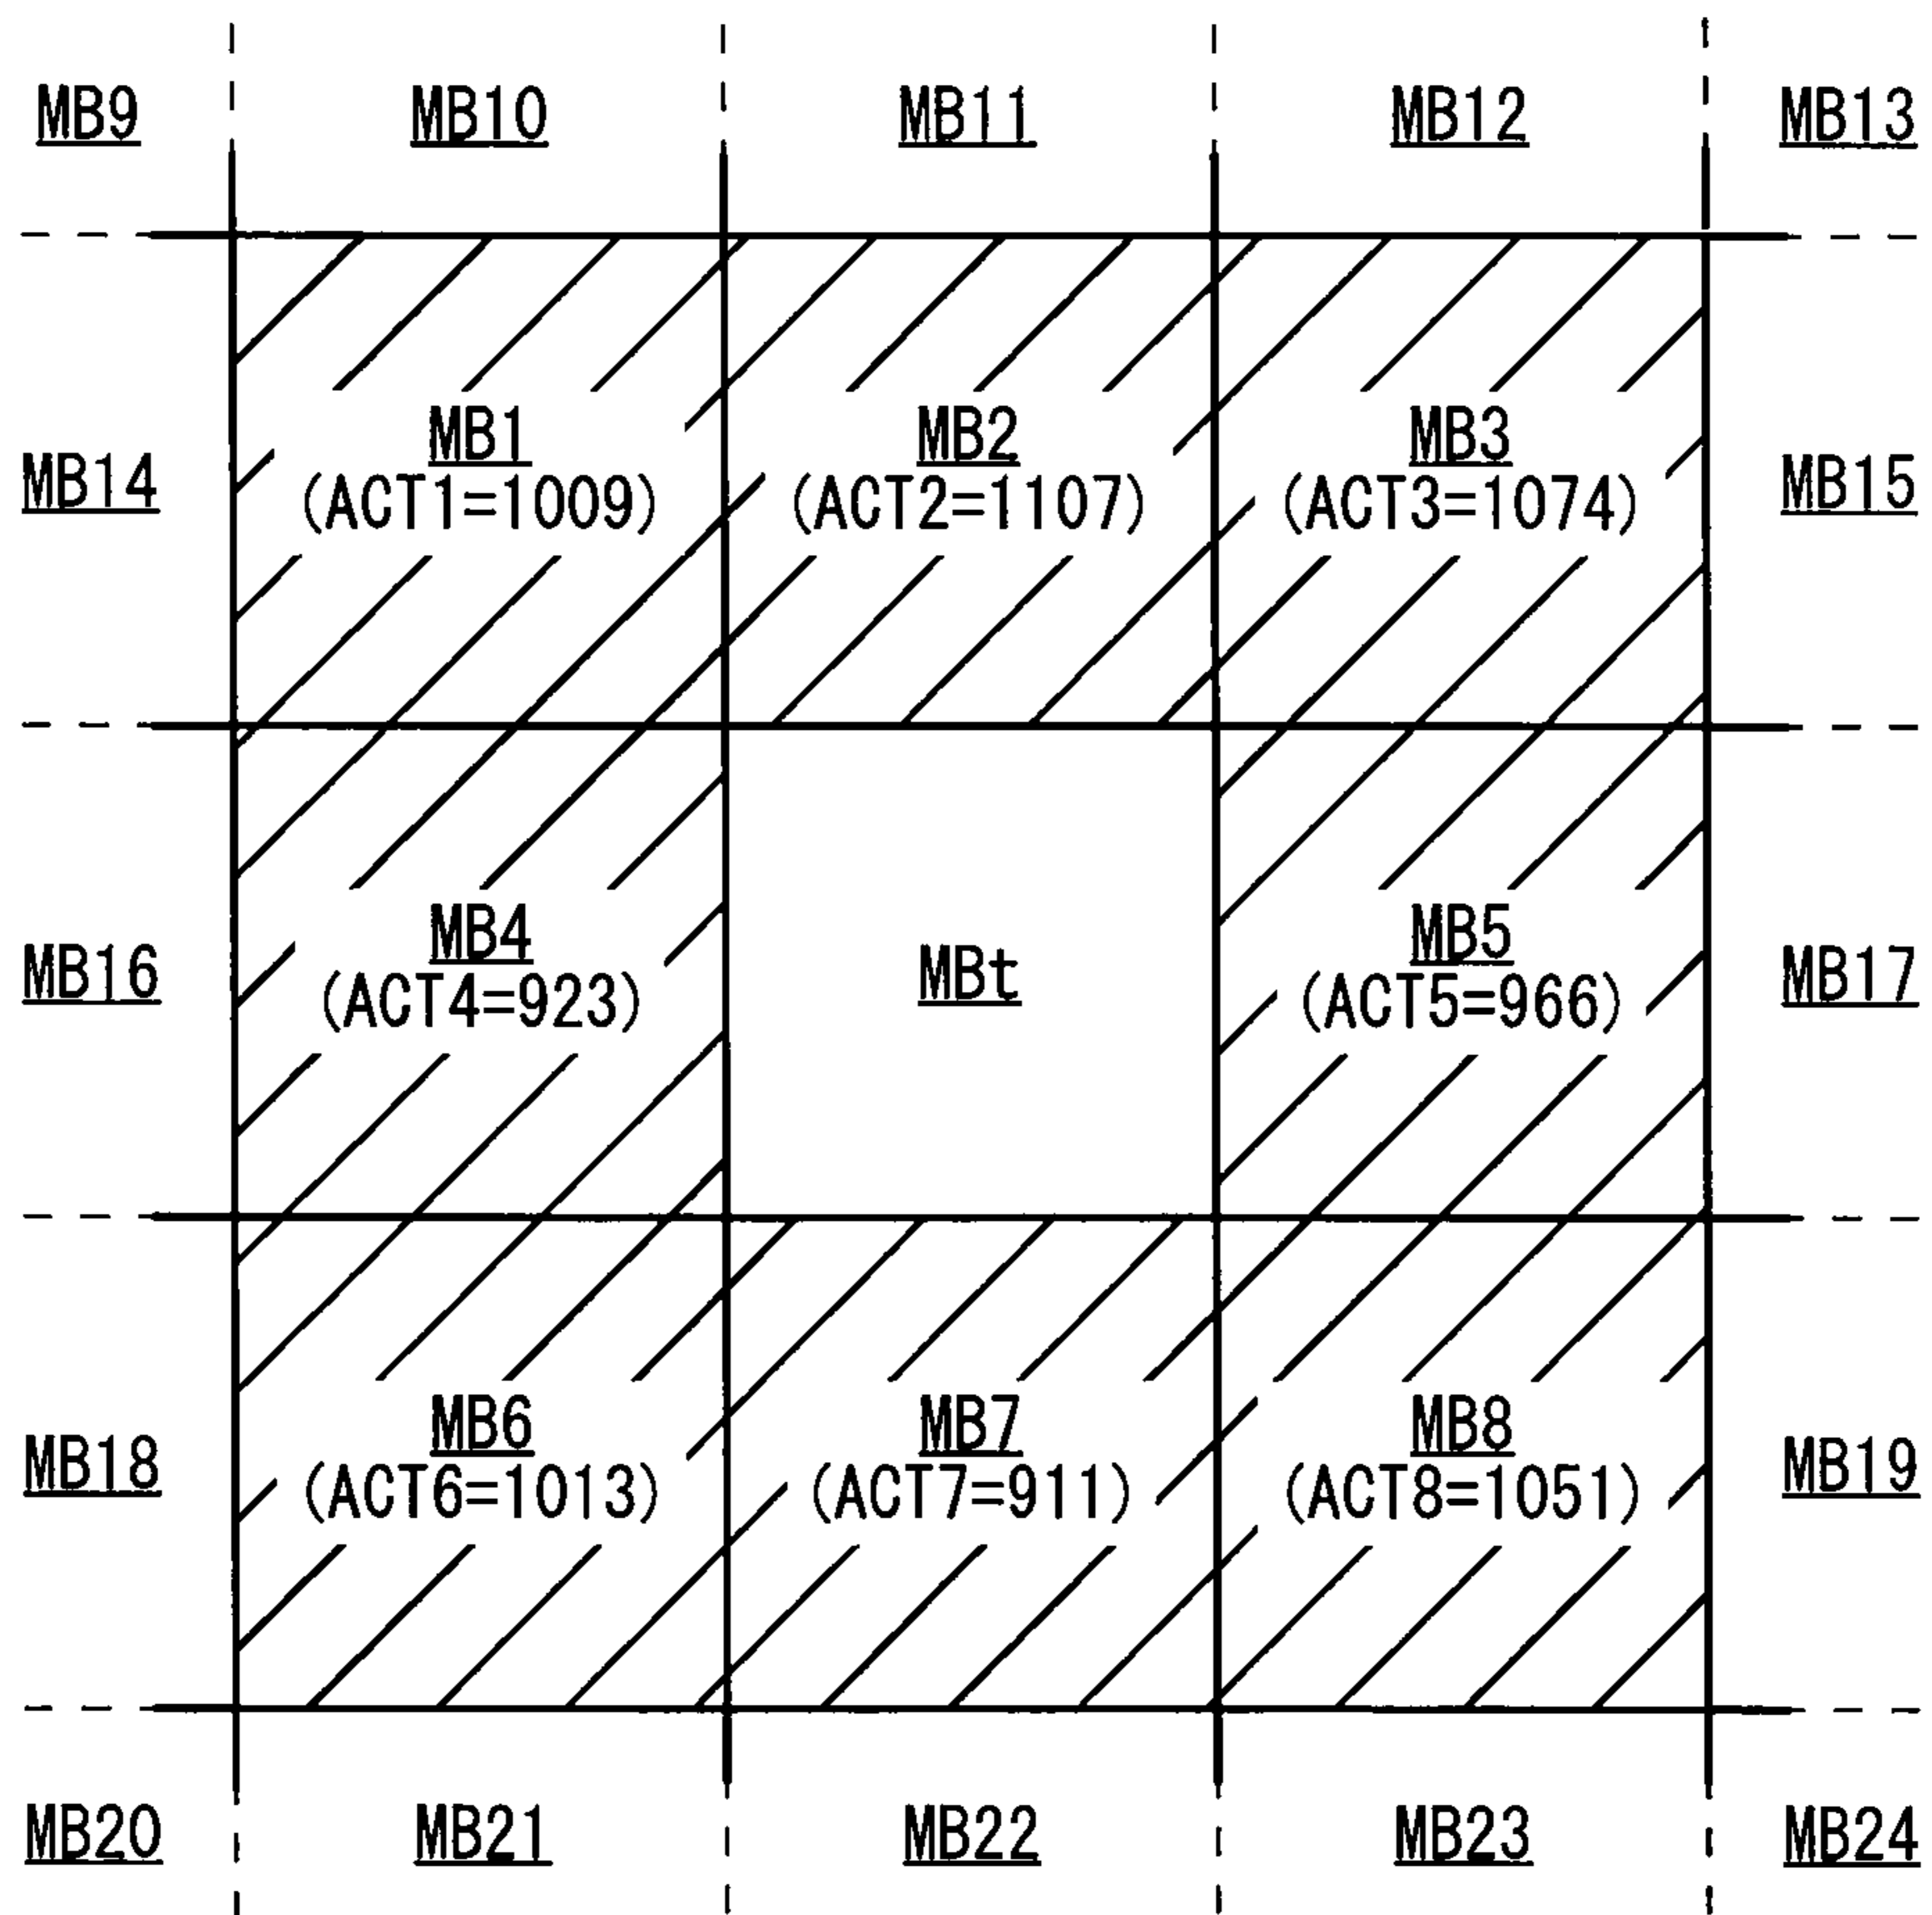 MB9 MB10 MB11 MB12 MB13
MB14 MB1 MB2 MB3 MB15
(ACT1=1009) (ACT2=1107) (ACT3=1074)
MB16 MB4 MBt MB5 MB17
(ACT4=923) (ACT5=966)
MB18 MB6 MB7 MB8 MB19
(ACT6=1013) (ACT7=911) (ACT8=1051)
MB20 MB21 MB22 MB23 MB24